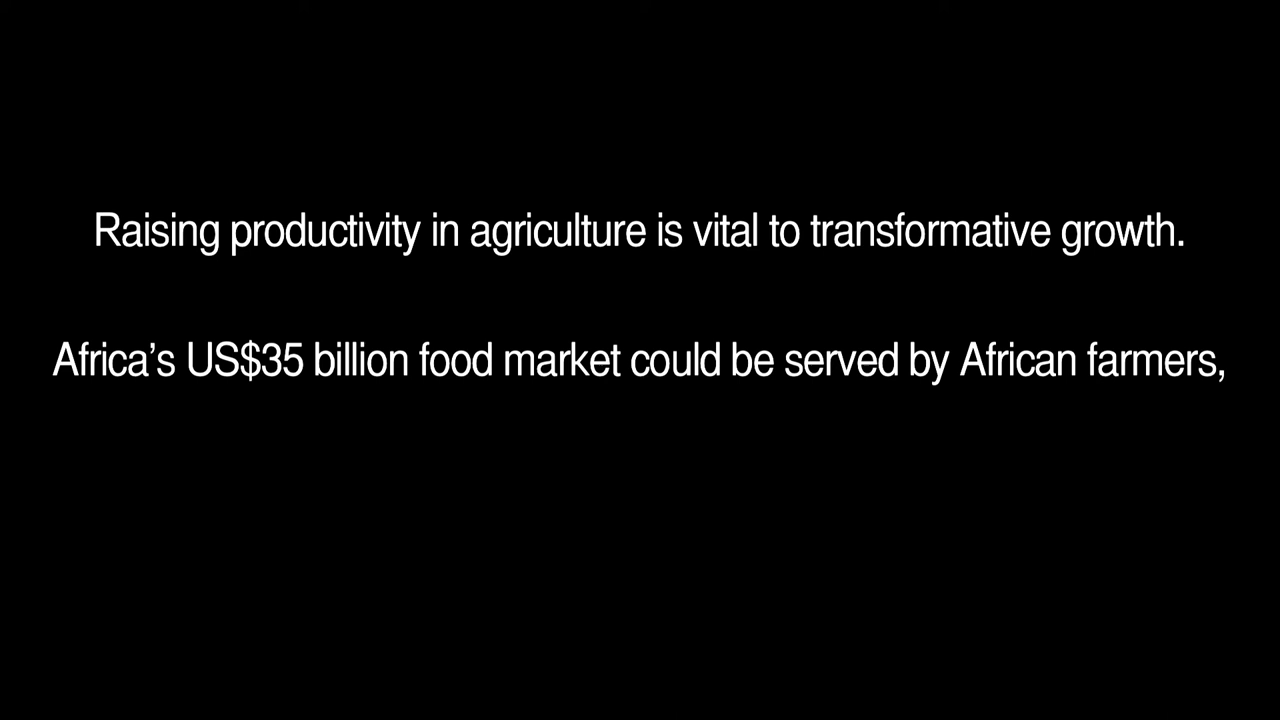 Raising productivity in agriculture is vital to transformative growth.
Africa’s US$35 billion food market could be served by African farmers,